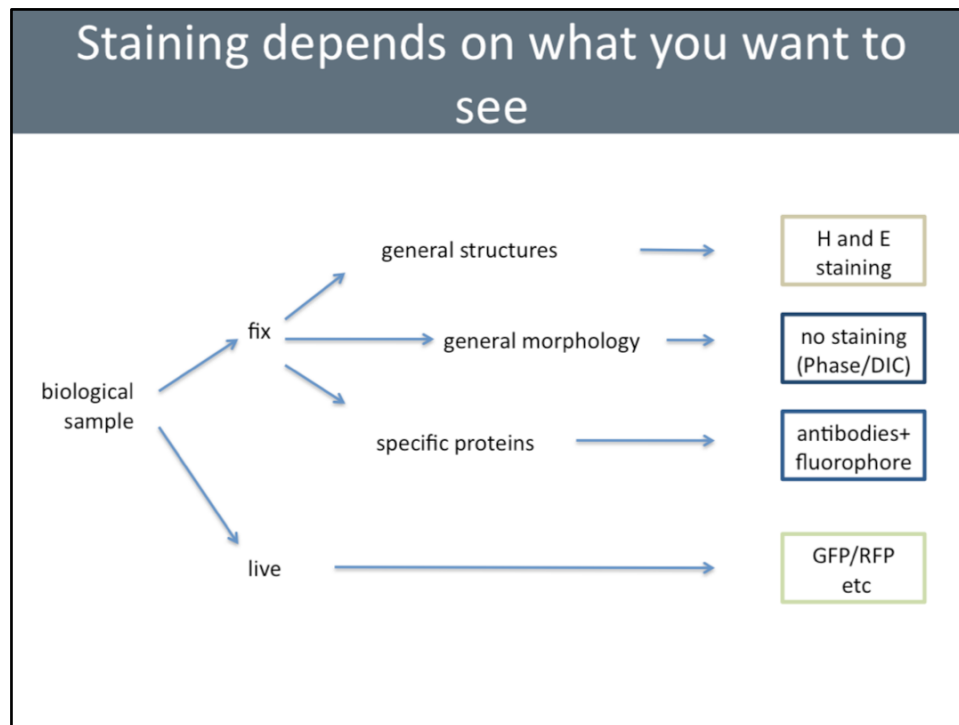 Staining depends on what you want to
see
general structures
H and E
staining
fix
general morphology
no staining
(Phase/DIC)
biological
sample
specific proteins
antibodies+
fluorophore
live
GFP/RFP
etc